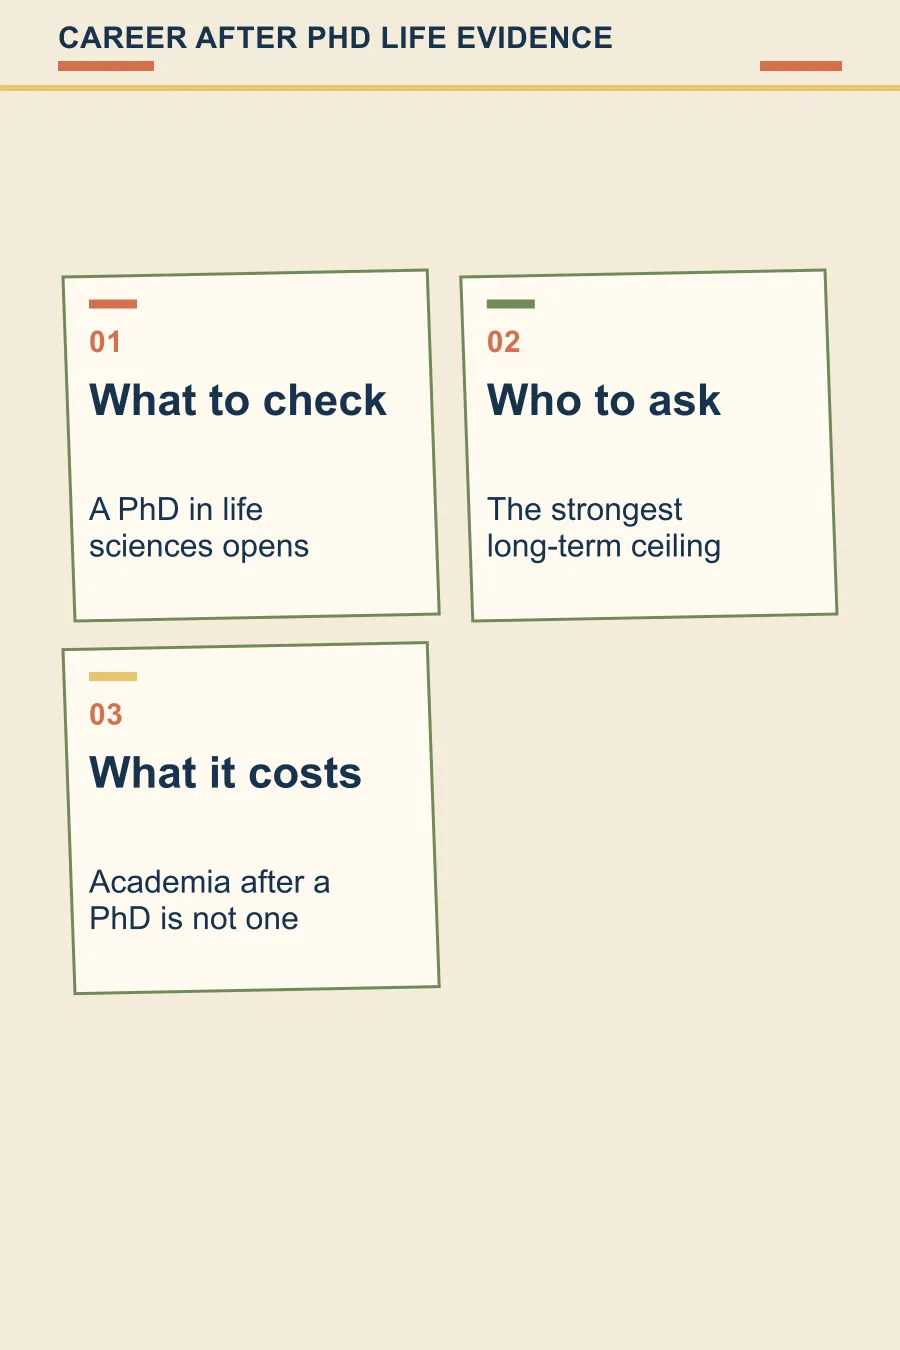 CAREER AFTER PHD LIFE EVIDENCE
01
What to check
A PhD in life
sciences opens
02
Who to ask
The strongest
long-term ceiling
03
What it costs
Academia after a
PhD is not one